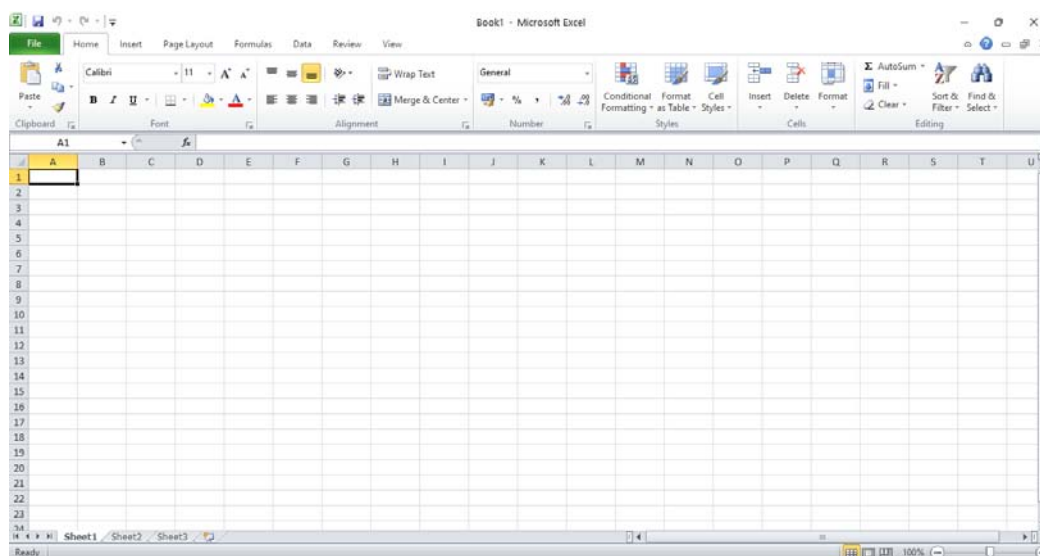 Book1 - Microsoft Excel
File Home Insert Page Layout Formulas Data Review View
Calibri 11 Wrap Text General AutoSum
Fill
Paste B I U Merge & Center % , Conditional Format Cell Insert Delete Format Sort & Find &
Formatting as Table Styles Clear Filter Select
Clipboard Font Alignment Number Styles Cells Editing
A1 fx
A B C D E F G H I J K L M N O P Q R S T U
1
2
3
4
5
6
7
8
9
10
11
12
13
14
15
16
17
18
19
20
21
22
23
24
Sheet1 Sheet2 Sheet3
Ready 100%